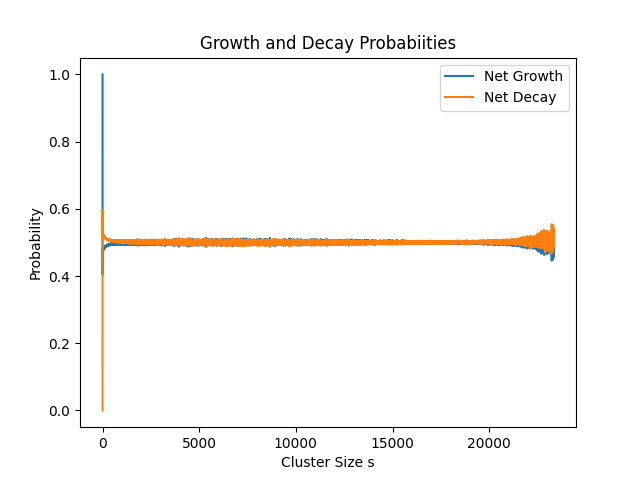 Growth and Decay Probabiities
Net Growth
Net Decay
1.0
0.8
0.6
0.4
0.2
0.0
Probability
0
5000
10000
15000
20000
Cluster Size s